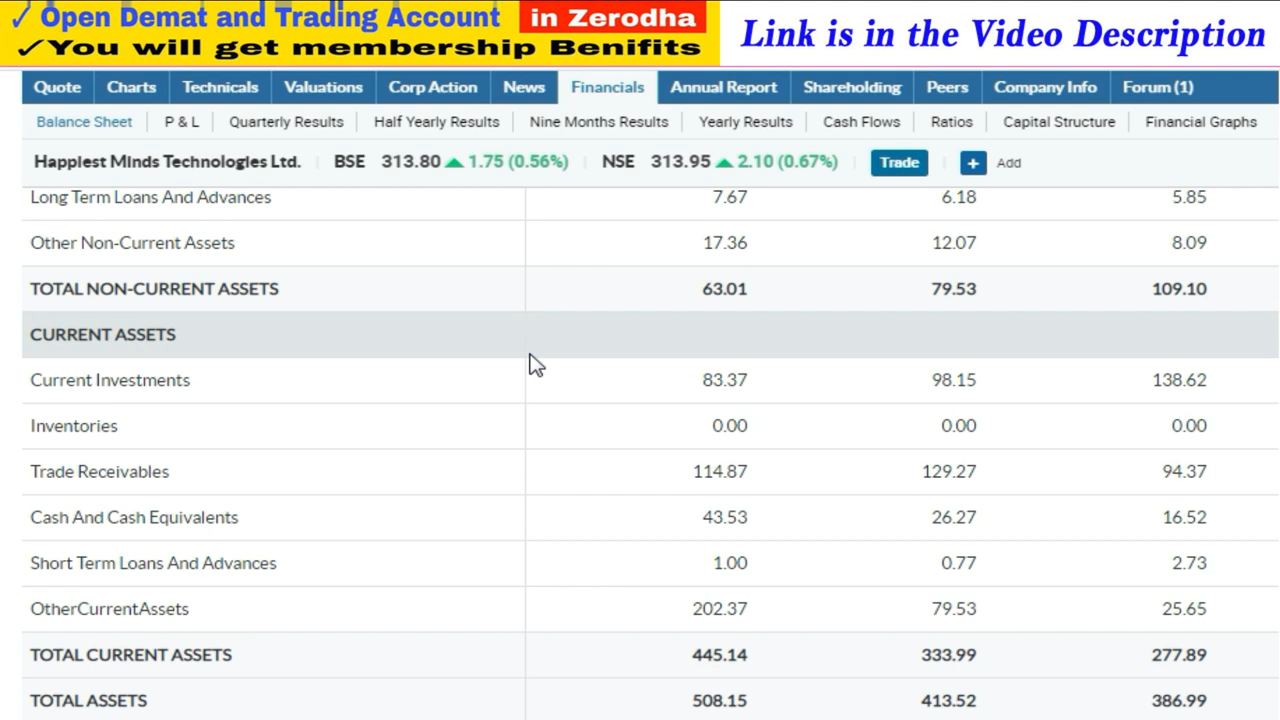 ✓ Open Demat and Trading Account in Zerodha
✓You will get membership Benifits
Link is in the Video Description
Quote Charts Technicals Valuations Corp Action News Financials Annual Report Shareholding Peers Company Info Forum (1)
Balance Sheet P & L Quarterly Results Half Yearly Results Nine Months Results Yearly Results Cash Flows Ratios Capital Structure Financial Graphs
Happiest Minds Technologies Ltd. BSE 313.80 ▲ 1.75 (0.56%) NSE 313.95 ▲ 2.10 (0.67%) Trade + Add
Long Term Loans And Advances 7.67 6.18 5.85
Other Non-Current Assets 17.36 12.07 8.09
TOTAL NON-CURRENT ASSETS 63.01 79.53 109.10
CURRENT ASSETS
Current Investments 83.37 98.15 138.62
Inventories 0.00 0.00 0.00
Trade Receivables 114.87 129.27 94.37
Cash And Cash Equivalents 43.53 26.27 16.52
Short Term Loans And Advances 1.00 0.77 2.73
OtherCurrentAssets 202.37 79.53 25.65
TOTAL CURRENT ASSETS 445.14 333.99 277.89
TOTAL ASSETS 508.15 413.52 386.99